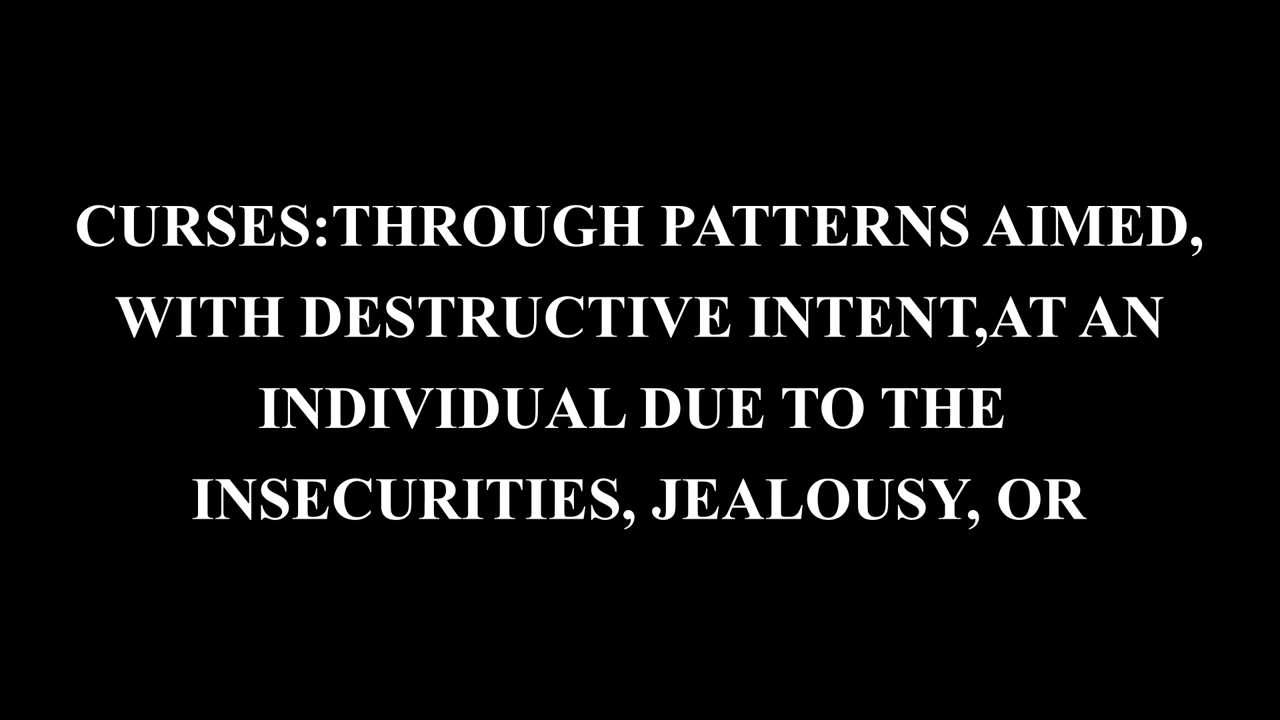 CURSES:THROUGH PATTERNS AIMED,
WITH DESTRUCTIVE INTENT,AT AN
INDIVIDUAL DUE TO THE
INSECURITIES, JEALOUSY, OR